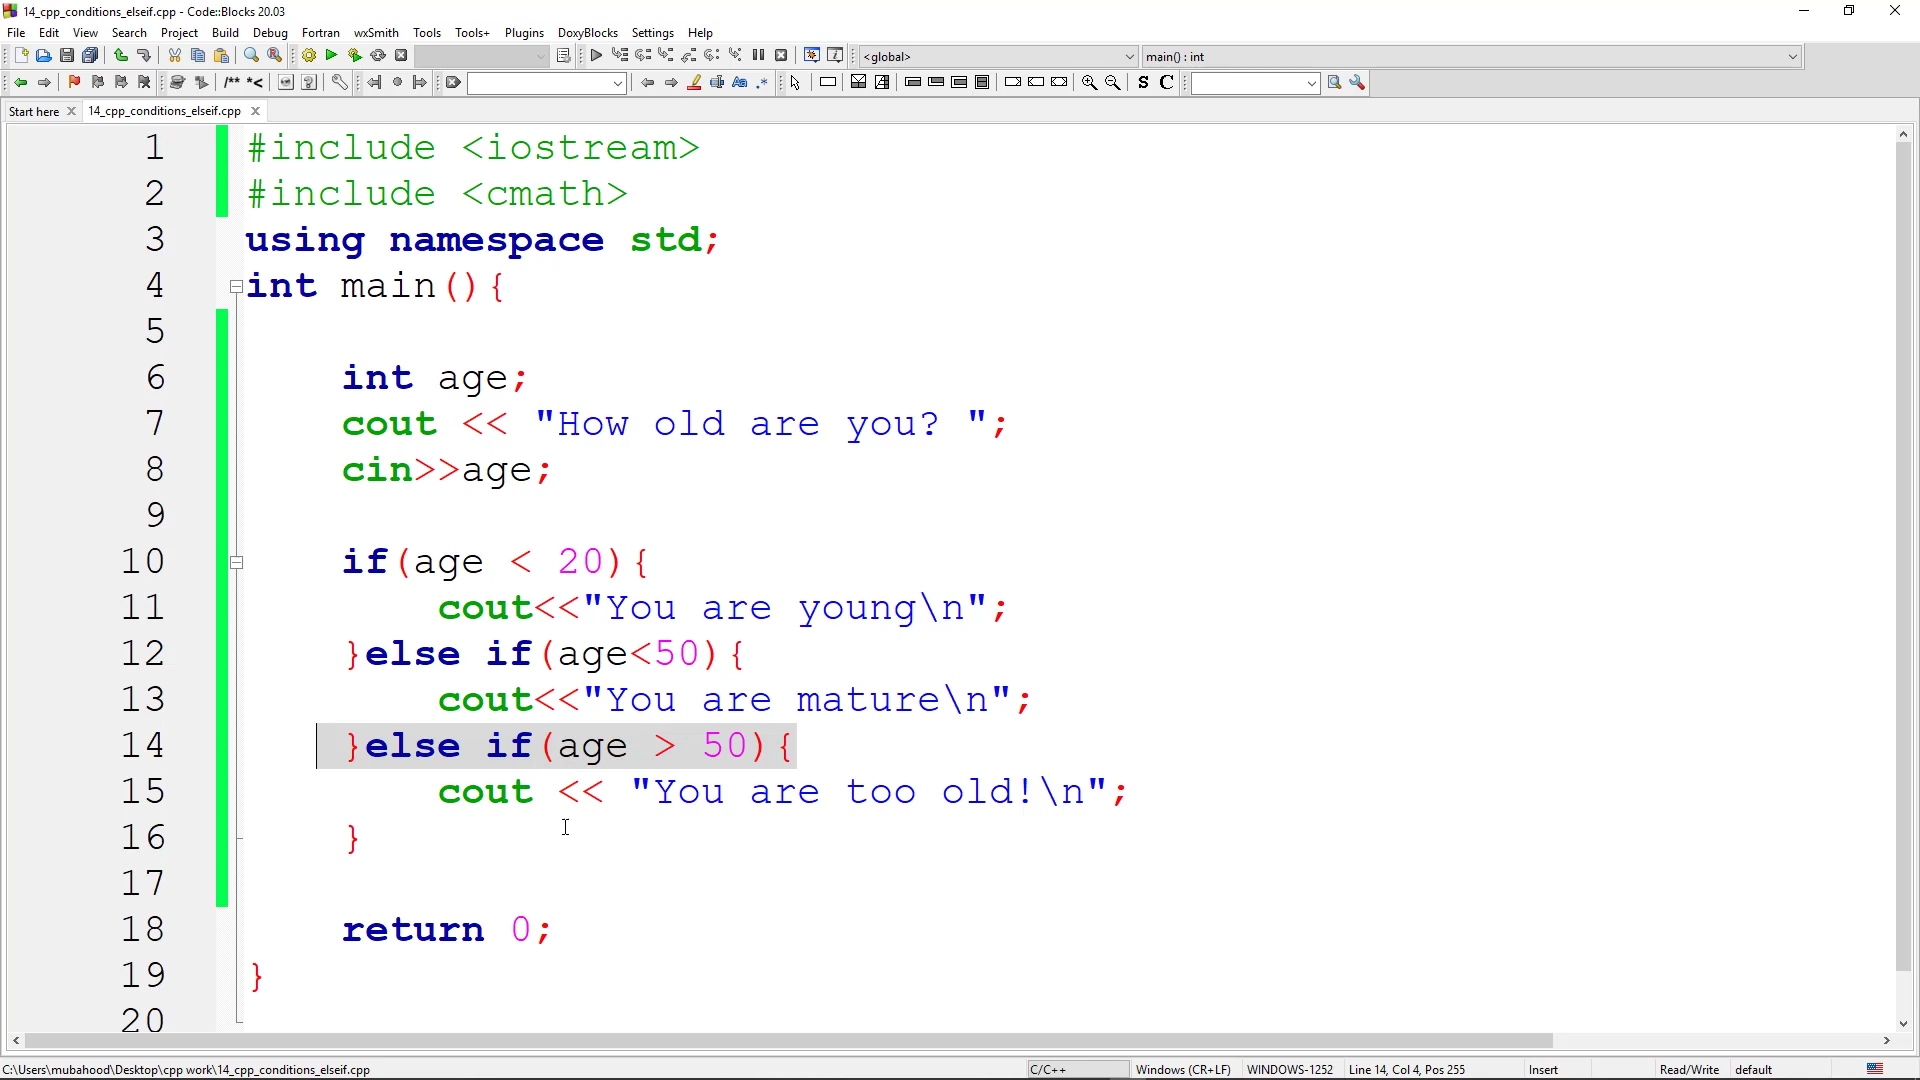 14_cpp_conditions_elseif.cpp - Code::Blocks 20.03
File Edit View Search Project Build Debug Fortran wxSmith Tools Tools+ Plugins DoxyBlocks Settings Help
<global> main() : int
/** *< Aa .* S C
Start here 14_cpp_conditions_elseif.cpp
1 #include <iostream>
2 #include <cmath>
3 using namespace std;
4 int main(){
5
6 int age;
7 cout << "How old are you? ";
8 cin>>age;
9
10 if(age < 20){
11 cout<<"You are young\n";
12 }else if(age<50){
13 cout<<"You are mature\n";
14 }else if(age > 50){
15 cout << "You are too old!\n";
16 }
17
18 return 0;
19 }
20
C:\Users\mubahood\Desktop\cpp work\14_cpp_conditions_elseif.cpp C/C++ Windows (CR+LF) WINDOWS-1252 Line 14, Col 4, Pos 255 Insert Read/Write default